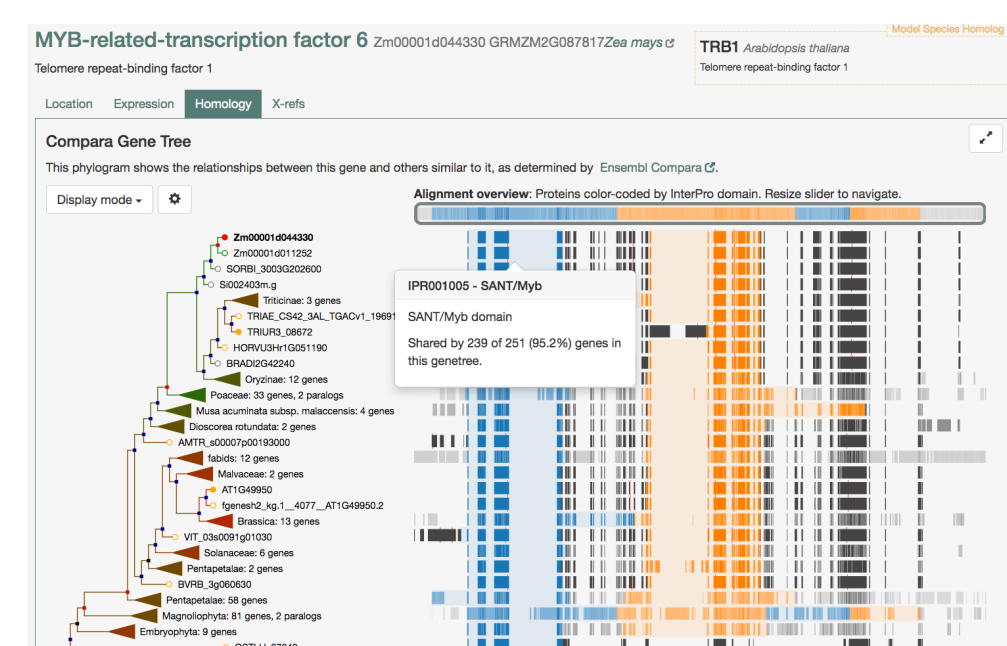 Model Species Homolog
MYB-related-transcription factor 6 Zm00001d044330 GRMZM2G087817Zea mays
TRB1 Arabidopsis thaliana
Telomere repeat-binding factor 1
Telomere repeat-binding factor 1
Location Expression Homology X-refs
Compara Gene Tree
This phylogram shows the relationships between this gene and others similar to it, as determined by Ensembl Compara.
Display mode
Alignment overview: Proteins color-coded by InterPro domain. Resize slider to navigate.
Zm00001d044330
Zm00001d011252
SORBI_3003G202600
Si002403m.g
Triticinae: 3 genes
TRIAE_CS42_3AL_TGACv1_19691
TRIUR3_08672
HORVU3Hr1G051190
BRADI2G42240
Oryzinae: 12 genes
Poaceae: 33 genes, 2 paralogs
Musa acuminata subsp. malaccensis: 4 genes
Dioscorea rotundata: 2 genes
AMTR_s00007p00193000
fabids: 12 genes
Malvaceae: 2 genes
AT1G49950
fgenesh2_kg.1__4077__AT1G49950.2
Brassica: 13 genes
VIT_03s0091g01030
Solanaceae: 6 genes
Pentapetalae: 2 genes
BVRB_3g060630
Pentapetalae: 58 genes
Magnoliophyta: 81 genes, 2 paralogs
Embryophyta: 9 genes
IPR001005 - SANT/Myb
SANT/Myb domain
Shared by 239 of 251 (95.2%) genes in
this genetree.